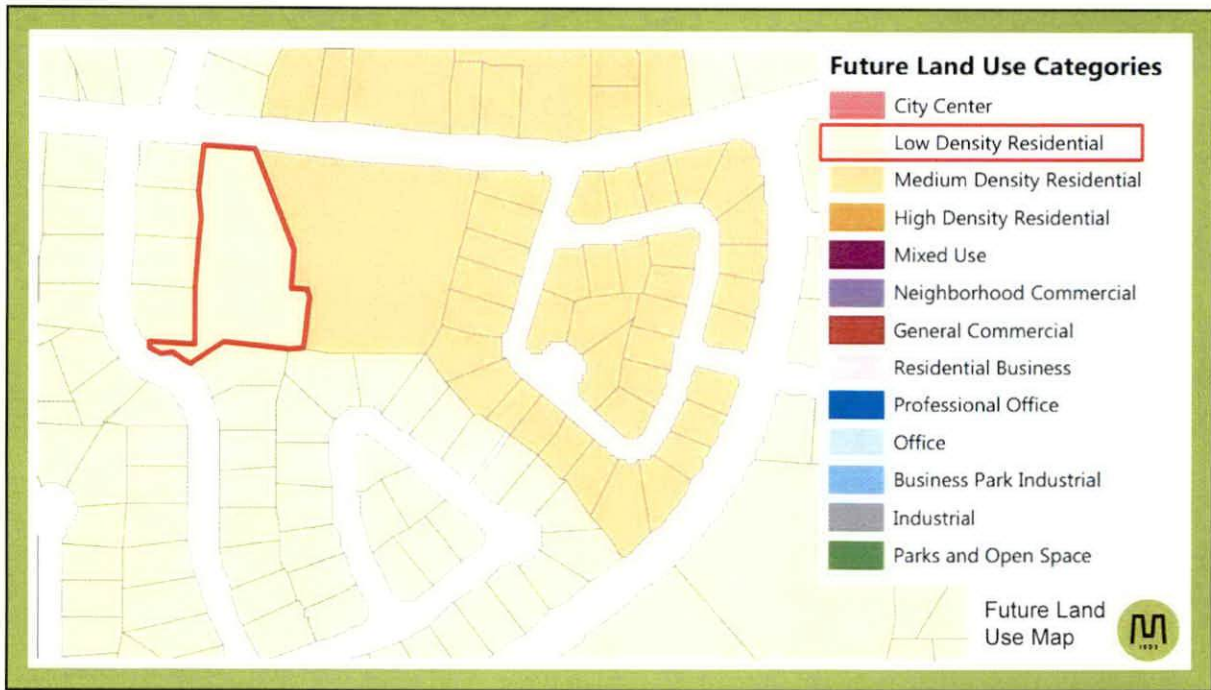 Future Land Use Categories
City Center
Low Density Residential
Medium Density Residential
High Density Residential
Mixed Use
Neighborhood Commercial
General Commercial
Residential Business
Professional Office
Office
Business Park Industrial
Industrial
Parks and Open Space
Future Land
Use Map
M